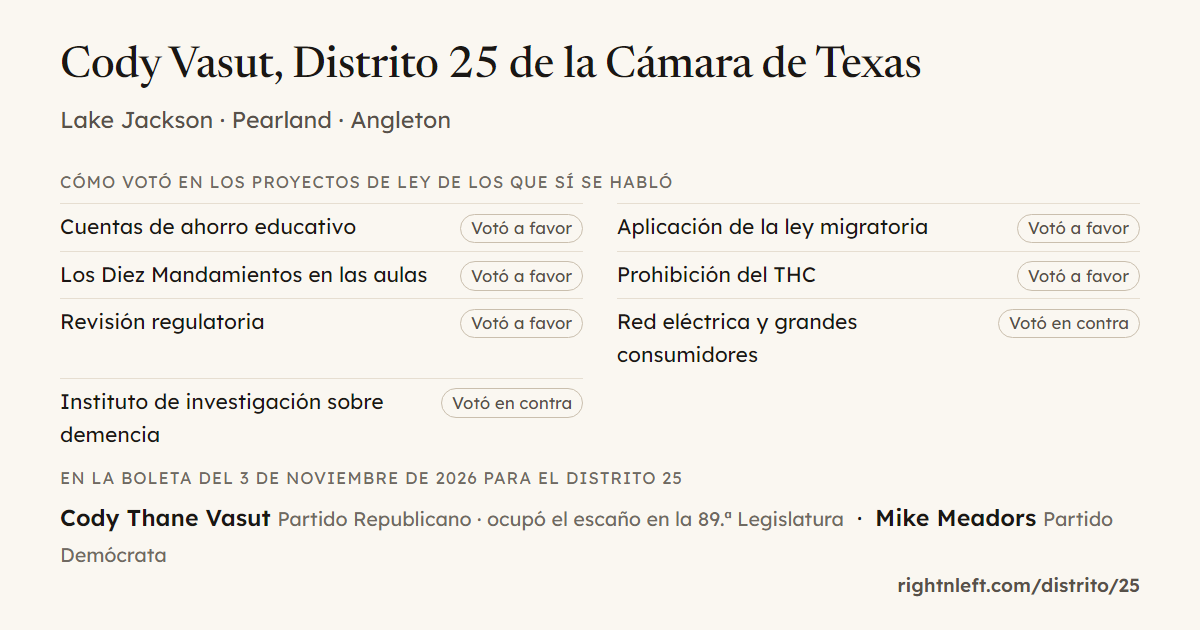 Cody Vasut, Distrito 25 de la Cámara de Texas
Lake Jackson · Pearland · Angleton
CÓMO VOTÓ EN LOS PROYECTOS DE LEY DE LOS QUE SÍ SE HABLÓ
Cuentas de ahorro educativo Votó a favor
Aplicación de la ley migratoria Votó a favor
Los Diez Mandamientos en las aulas Votó a favor
Prohibición del THC Votó a favor
Revisión regulatoria Votó a favor
Red eléctrica y grandes Votó en contra
consumidores
Instituto de investigación sobre Votó en contra
demencia
EN LA BOLETA DEL 3 DE NOVIEMBRE DE 2026 PARA EL DISTRITO 25
Cody Thane Vasut Partido Republicano · ocupó el escaño en la 89.ª Legislatura · Mike Meadors Partido
Demócrata
rightnleft.com/distrito/25